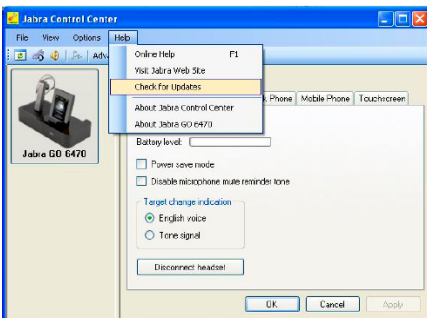 Jabra Control Center
File View Options Help
Adv
Online Help F1
Visit Jabra Web Site
Check for Updates
About Jabra Control Center
About Jabra GO 6470
Phone Mobile Phone Touchscreen
Jabra GO 6470
Battery level:
Power save mode
Disable microphone mute reminder tone
Target change indication
English voice
Tone signal
Disconnect headset
OK Cancel Apply